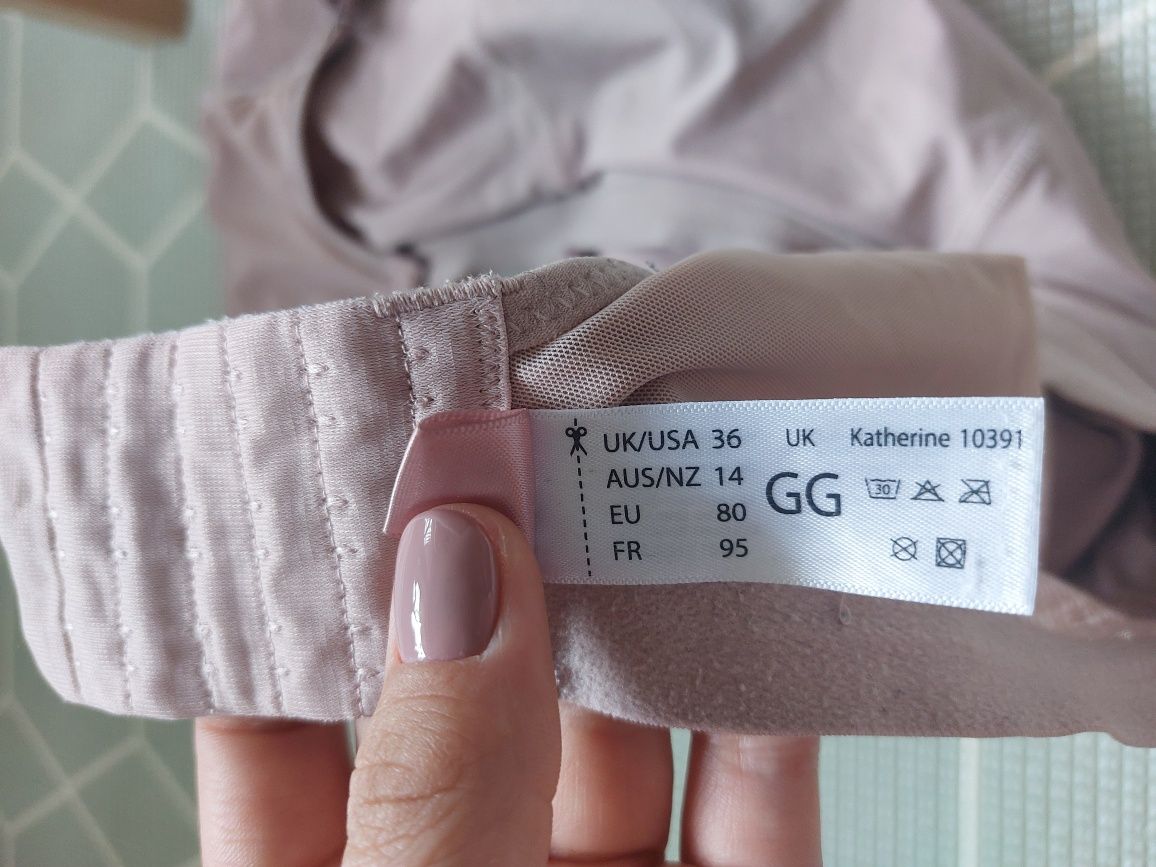 UK/USA 36 UK Katherine 10391
AUS/NZ 14 GG 30
EU 80
FR 95